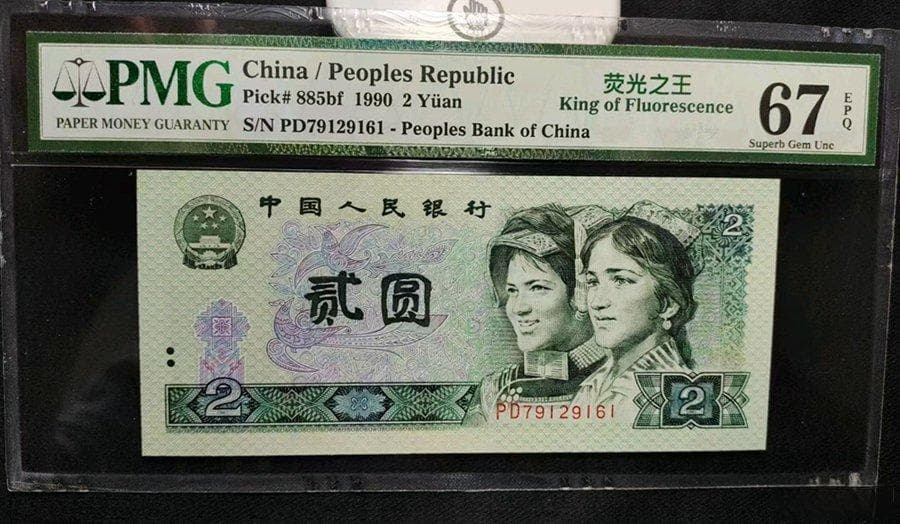 PMG
PAPER MONEY GUARANTY
China / Peoples Republic
Pick# 885bf 1990 2 Yüan
S/N PD79129161 - Peoples Bank of China
荧光之王
King of Fluorescence
67
EPQ
Superb Gem Unc
中国人民银行
2
贰圆
2
PD79129161
2